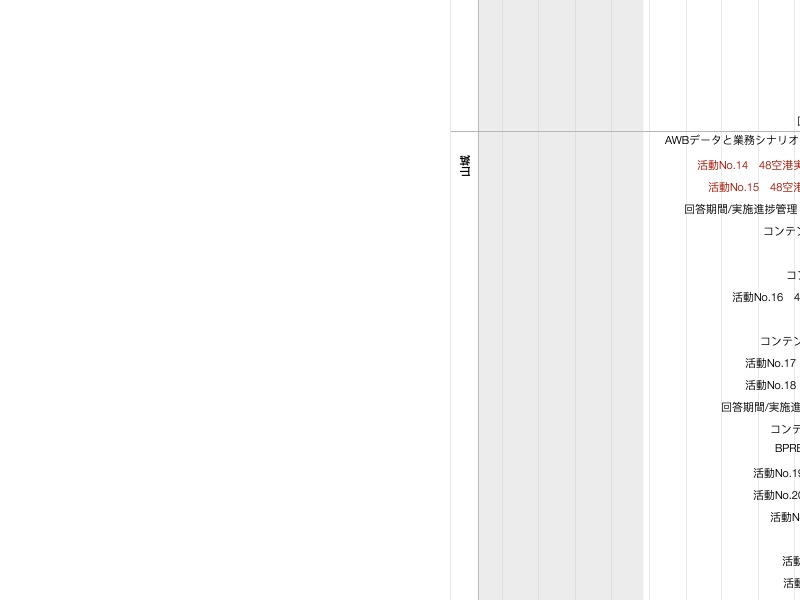 AWBデータと業務シナリオ
活動No.14　48空港実
活動No.15　48空港
回答期間/実施進捗管理
コンテン
コン
活動No.16　4
コンテン
活動No.17
活動No.18
回答期間/実施進
コンテ
BPRE
活動No.19
活動No.20
活動N
活動
活動